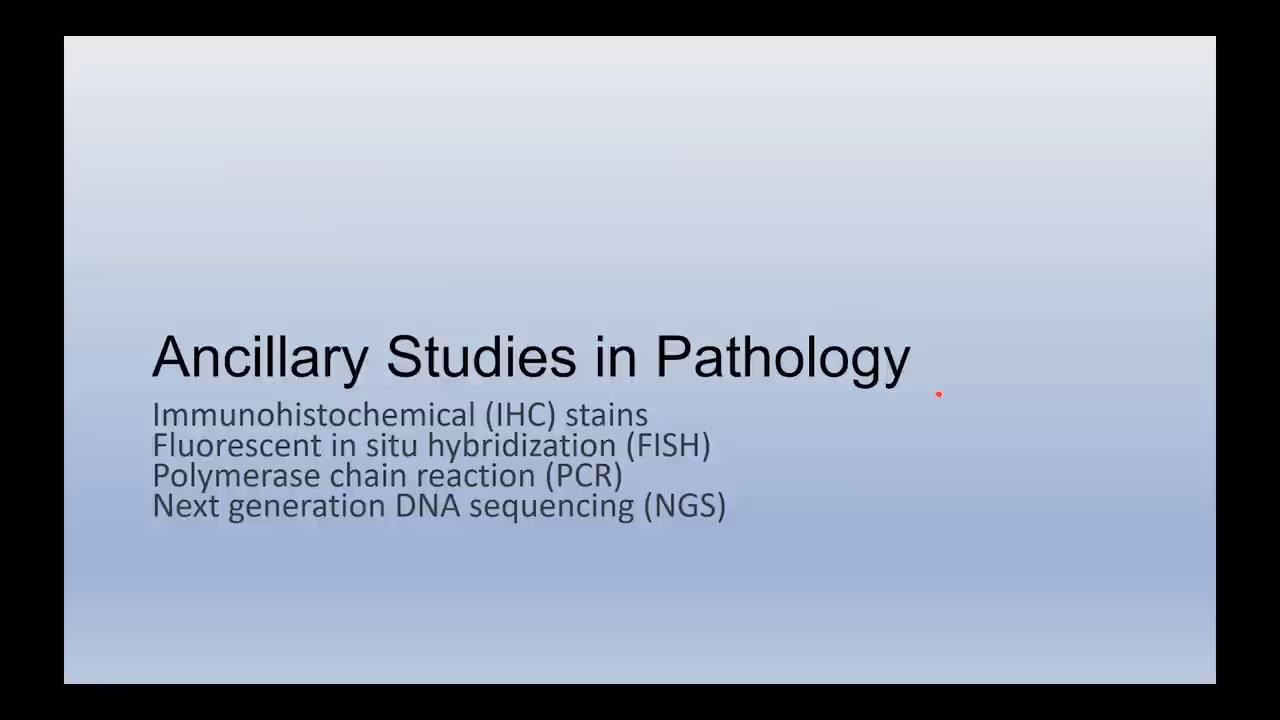 Ancillary Studies in Pathology
Immunohistochemical (IHC) stains
Fluorescent in situ hybridization (FISH)
Polymerase chain reaction (PCR)
Next generation DNA sequencing (NGS)